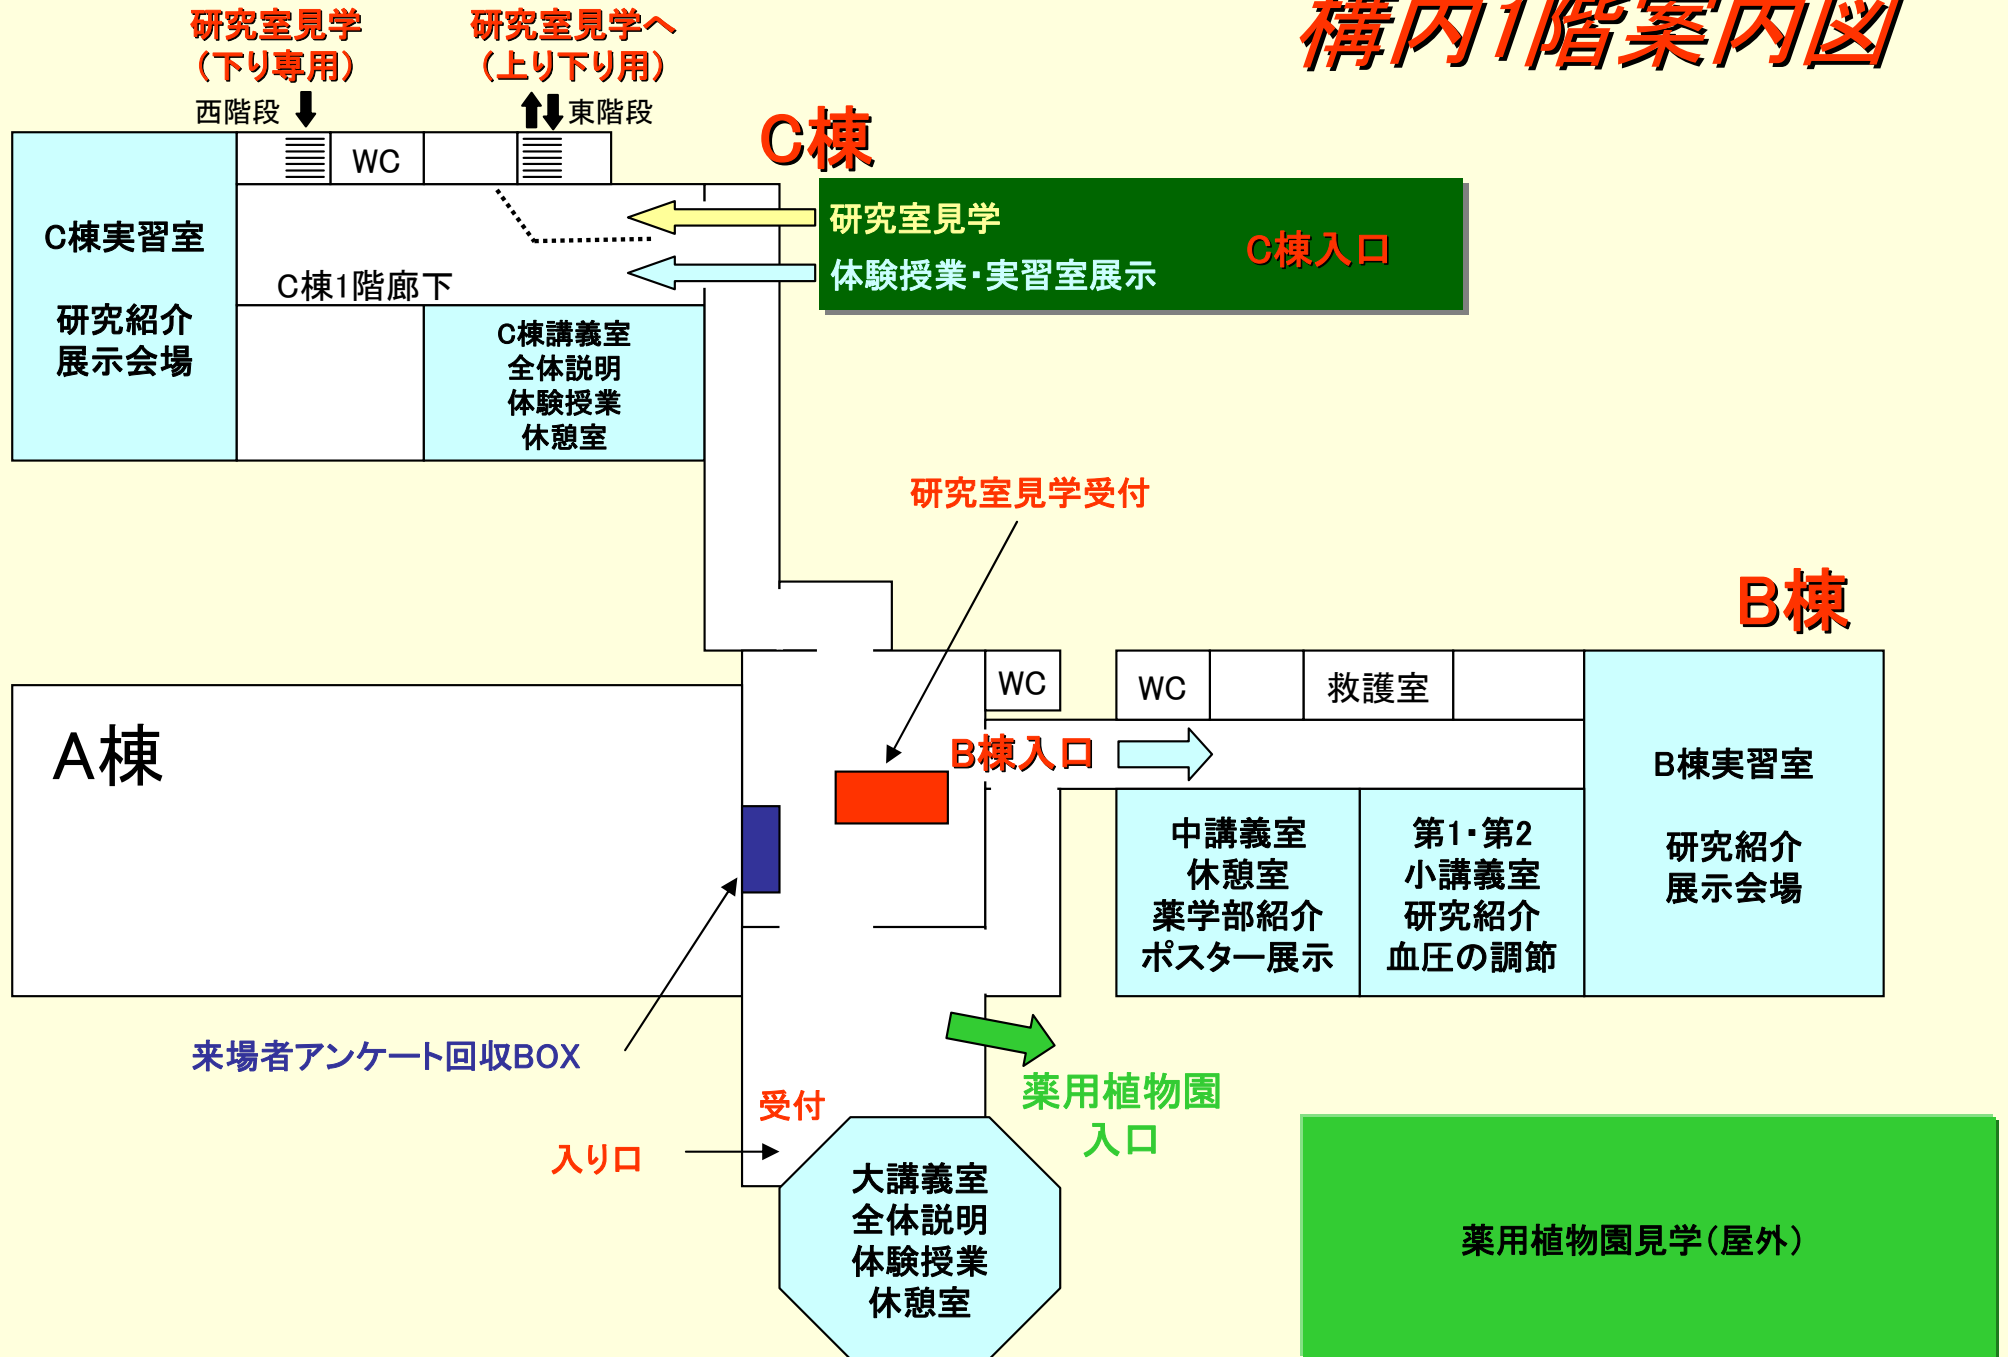 構内1階案内図
研究室見学
(下り専用)
研究室見学へ
(上り下り用)
西階段
東階段
C棟
WC
C棟実習室
研究紹介
展示会場
研究室見学
体験授業・実習室展示
C棟入口
C棟1階廊下
C棟講義室
全体説明
体験授業
休憩室
研究室見学受付
B棟
WC
WC
救護室
A棟
B棟入口
B棟実習室
研究紹介
展示会場
中講義室
休憩室
薬学部紹介
ポスター展示
第1・第2
小講義室
研究紹介
血圧の調節
来場者アンケート回収BOX
受付
入り口
薬用植物園
入口
大講義室
全体説明
体験授業
休憩室
薬用植物園見学(屋外)